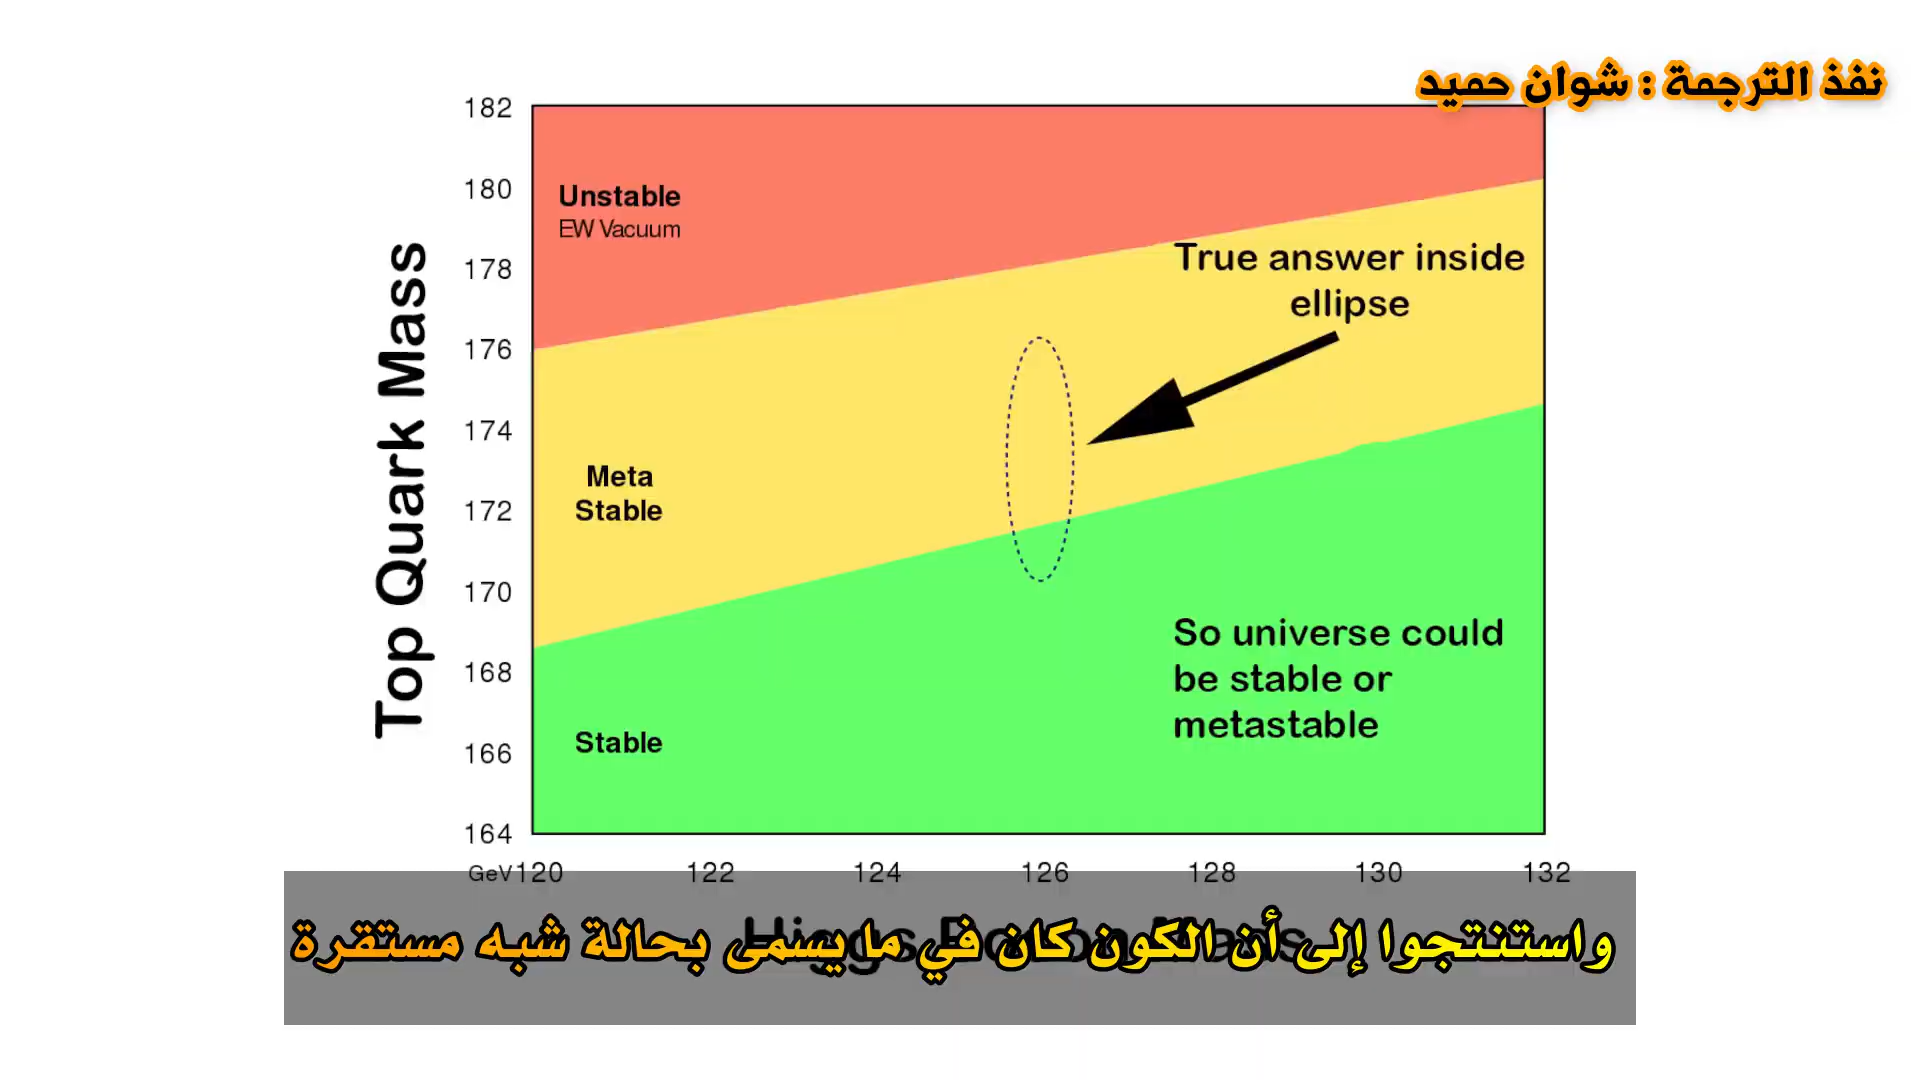 نفذ الترجمة : شوان حميد
182
180
178
176
174
172
170
168
166
164
Top Quark Mass
Unstable
EW Vacuum
True answer inside
ellipse
Meta
Stable
So universe could
be stable or
metastable
Stable
GeV 120 122 124 126 128 130 132
واستنتجوا إلى أن الكون كان في ما يسمى بحالة شبه مستقرة